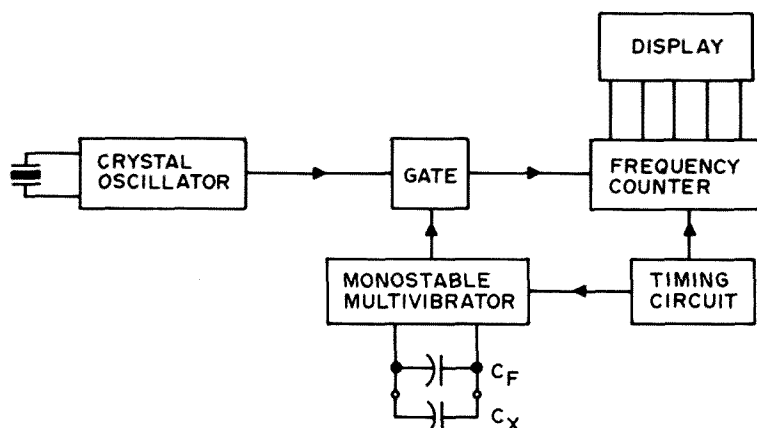 DISPLAY
CRYSTAL
OSCILLATOR
GATE
FREQUENCY
COUNTER
MONOSTABLE
MULTIVIBRATOR
TIMING
CIRCUIT
CF
CX